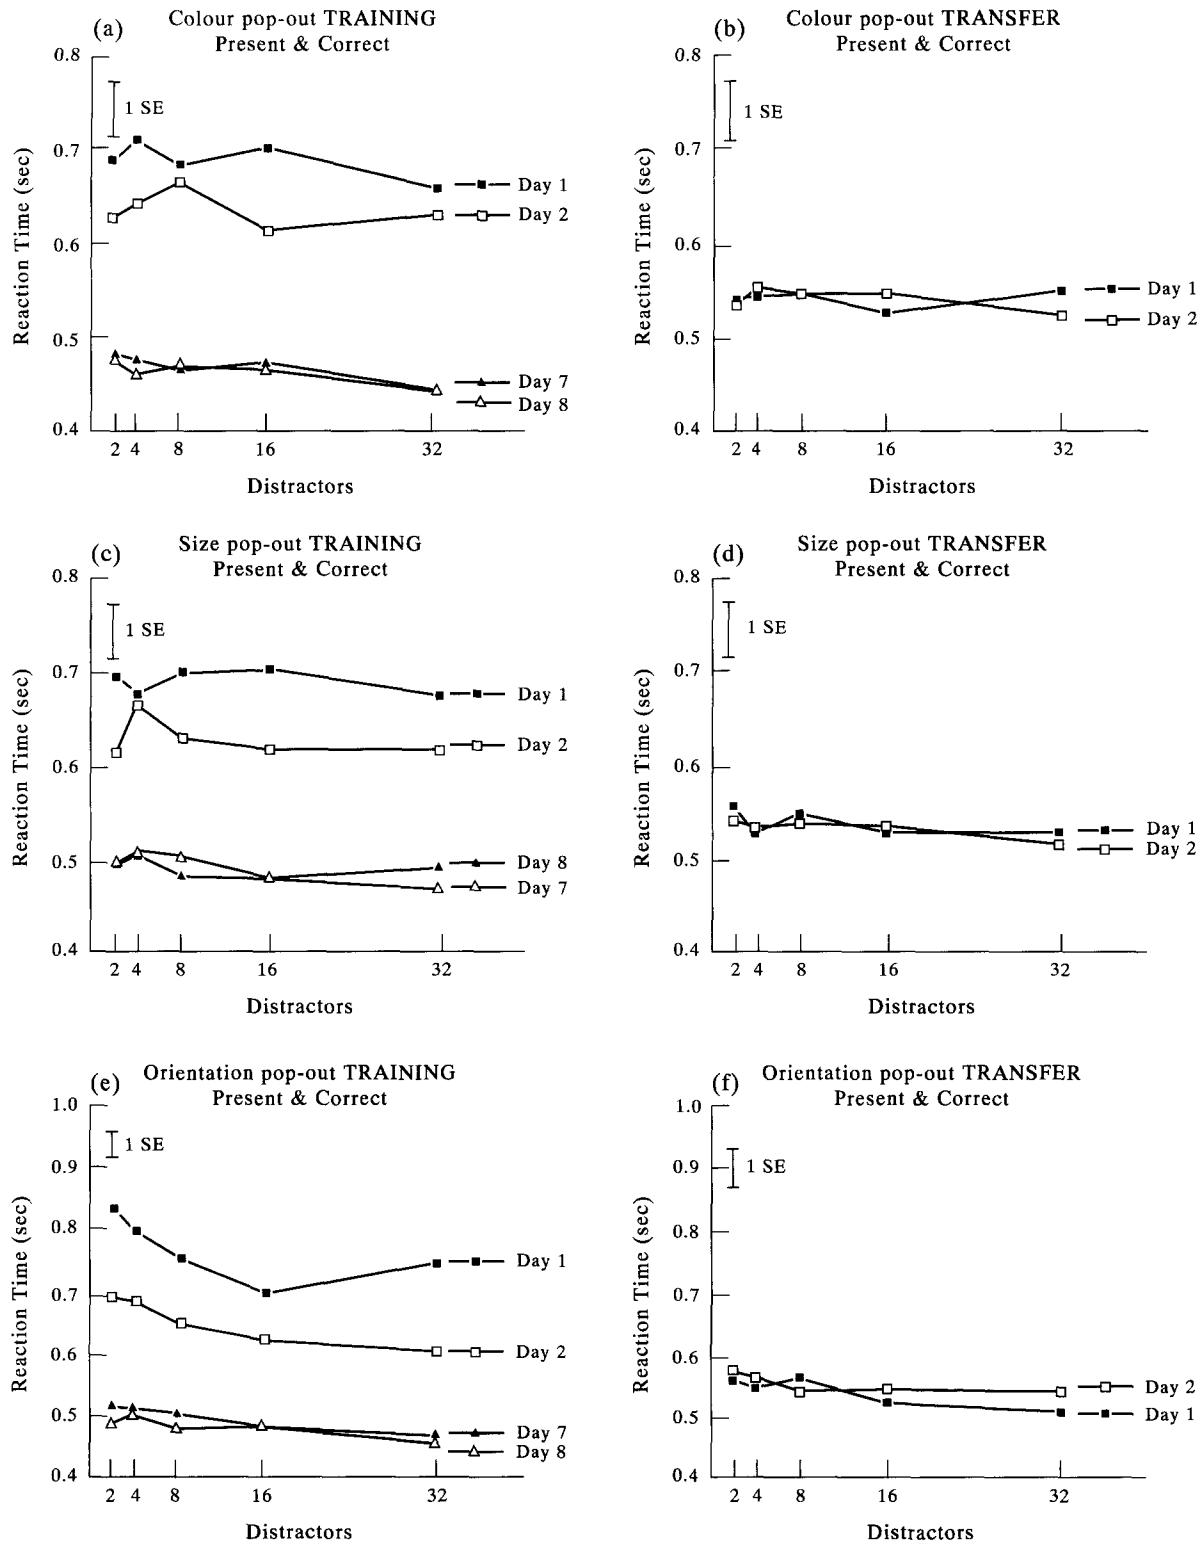 (a)
Colour pop-out TRAINING
Present & Correct
0.8
1 SE
0.7
Reaction Time (sec)
Day 1
Day 2
0.6
0.5
Day 7
Day 8
0.4
2 4 8 16 32
Distractors
(b)
Colour pop-out TRANSFER
Present & Correct
0.8
1 SE
0.7
Reaction Time (sec)
0.6
Day 1
Day 2
0.5
0.4
2 4 8 16 32
Distractors
(c)
Size pop-out TRAINING
Present & Correct
0.8
1 SE
0.7
Reaction Time (sec)
Day 1
Day 2
0.6
0.5
Day 8
Day 7
0.4
2 4 8 16 32
Distractors
(d)
Size pop-out TRANSFER
Present & Correct
0.8
1 SE
0.7
Reaction Time (sec)
0.6
Day 1
Day 2
0.5
0.4
2 4 8 16 32
Distractors
(e)
Orientation pop-out TRAINING
Present & Correct
1.0
1 SE
0.9
Reaction Time (sec)
0.8
Day 1
0.7
Day 2
0.6
0.5
Day 7
Day 8
0.4
2 4 8 16 32
Distractors
(f)
Orientation pop-out TRANSFER
Present & Correct
1.0
1 SE
0.9
Reaction Time (sec)
0.8
0.7
0.6
Day 2
Day 1
0.5
0.4
2 4 8 16 32
Distractors